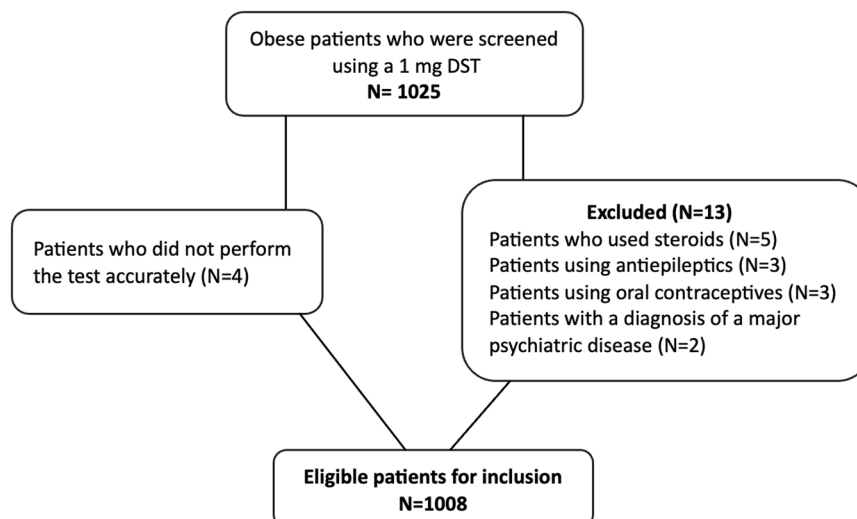 Obese patients who were screened
using a 1 mg DST
N= 1025
Patients who did not perform
the test accurately (N=4)
Excluded (N=13)
Patients who used steroids (N=5)
Patients using antiepileptics (N=3)
Patients using oral contraceptives (N=3)
Patients with a diagnosis of a major
psychiatric disease (N=2)
Eligible patients for inclusion
N=1008